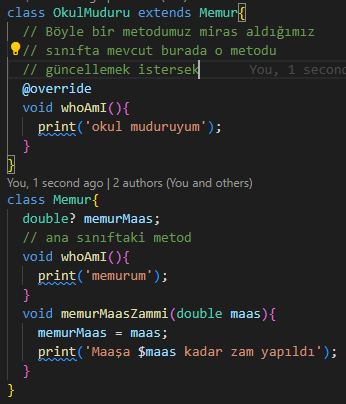 class OkulMuduru extends Memur{
// Böyle bir metodumuz miras aldığımız
// sınıfta mevcut burada o metodu
// güncellemek istersek You, 1 secon
@override
void whoAmI(){
print('okul muduruyum');
}
}
You, 1 second ago | 2 authors (You and others)
class Memur{
double? memurMaas;
// ana sınıftaki metod
void whoAmI(){
print('memurum');
}
void memurMaasZammi(double maas){
memurMaas = maas;
print('Maaşa $maas kadar zam yapıldı');
}
}